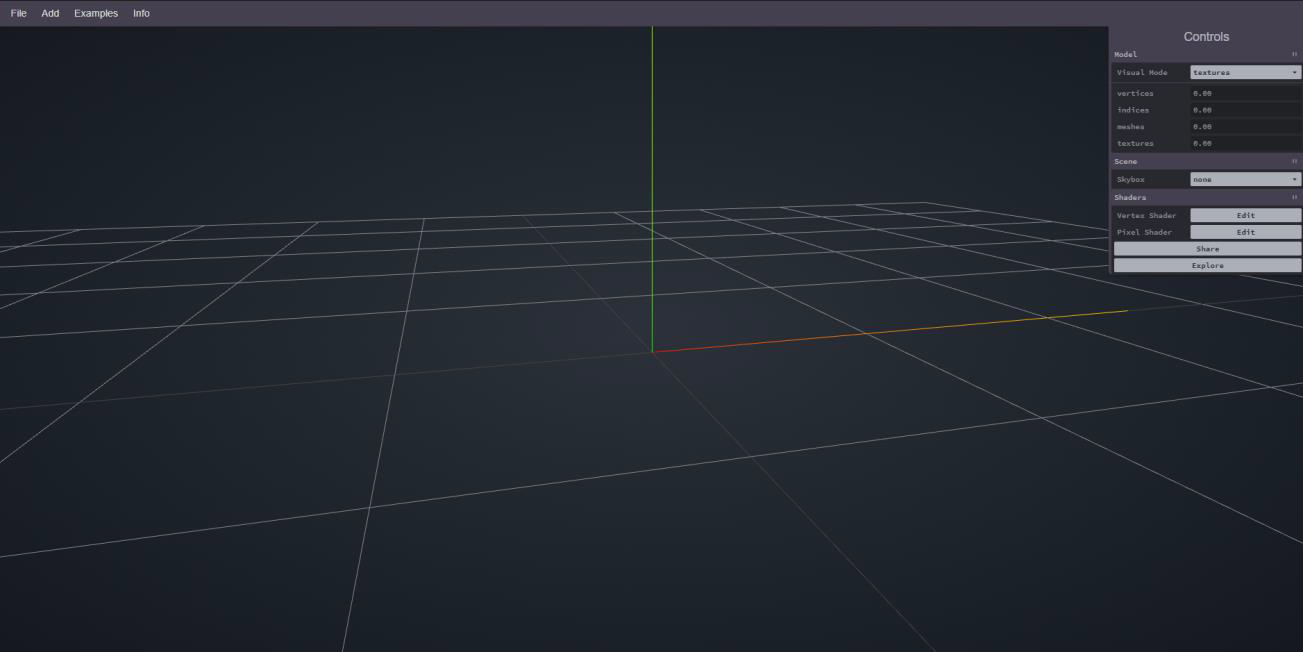 File Add Examples Info
Controls
Model
Visual Mode textures
vertices 0.00
indices 0.00
meshes 0.00
textures 0.00
Scene
Skybox none
Shaders
Vertex Shader Edit
Pixel Shader Edit
Share
Explore